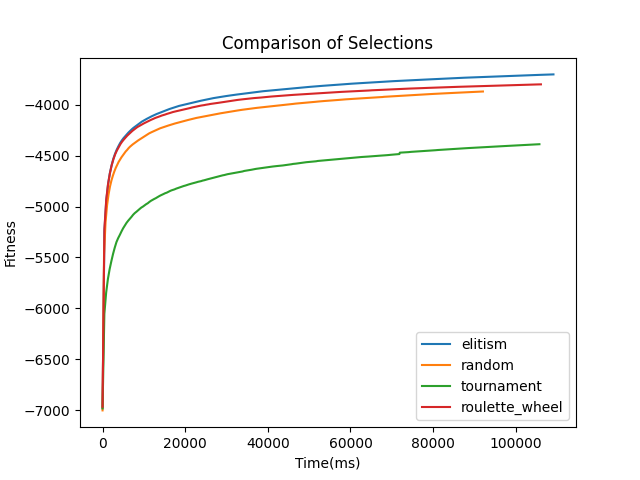 Comparison of Selections
Fitness
−4000
−4500
−5000
−5500
−6000
−6500
−7000
elitism
random
tournament
roulette_wheel
0 20000 40000 60000 80000 100000
Time(ms)